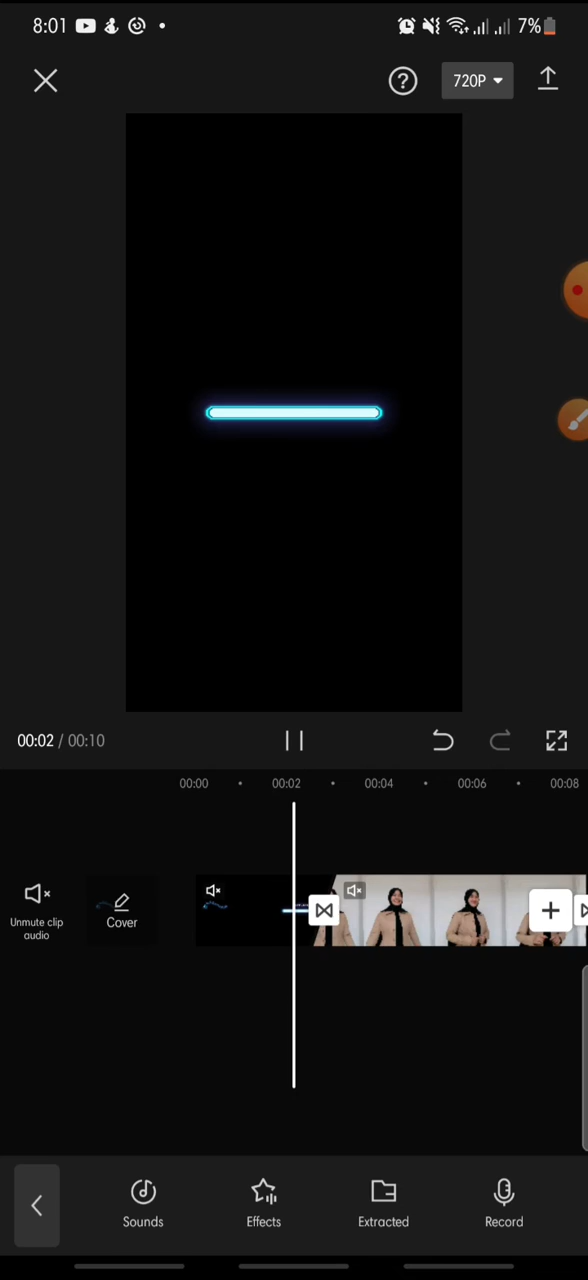 8:01 7%
720P
00:02 / 00:10
00:00 00:02 00:04 00:06 00:08
Unmute clip
audio
Cover
Sounds
Effects
Extracted
Record